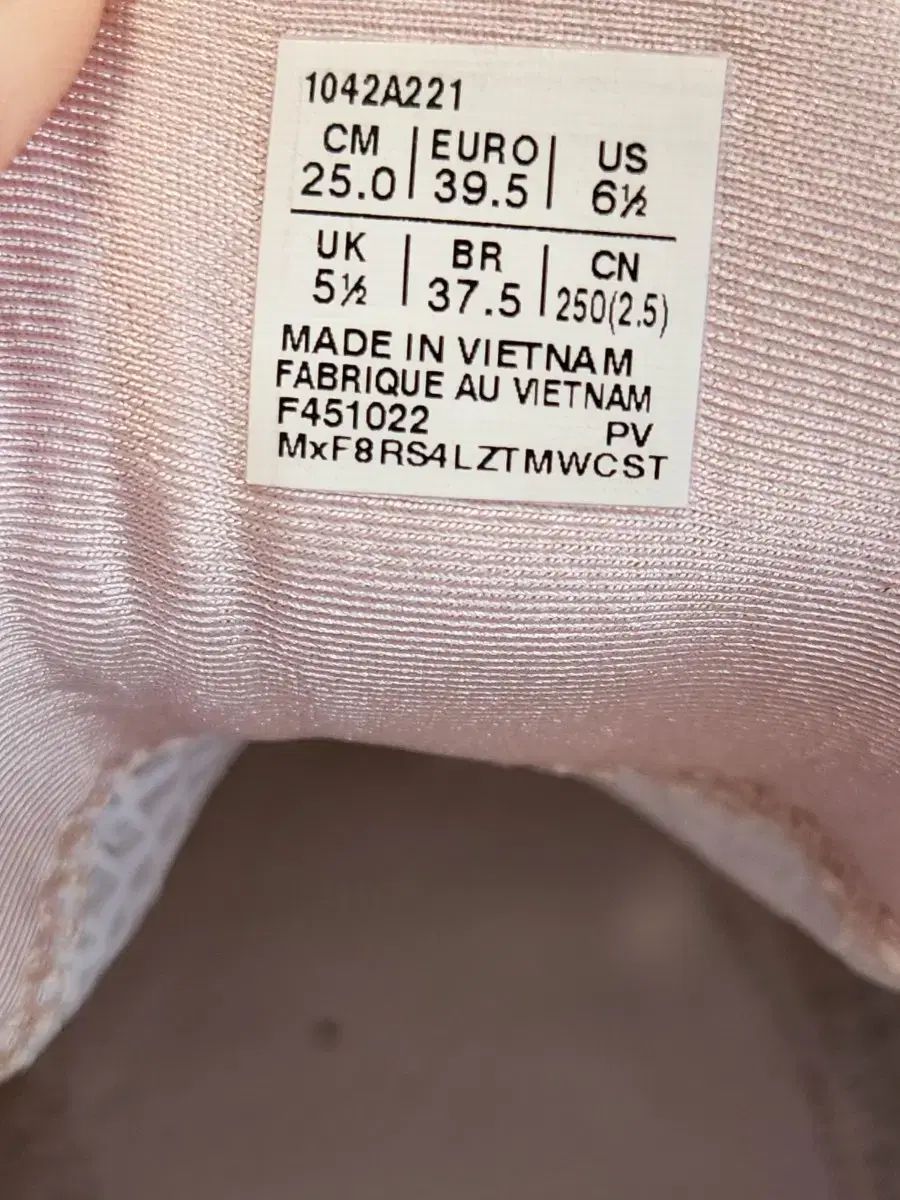 1042A221
CM | EURO | US
25.0 | 39.5 | 6½
UK | BR | CN
5½ | 37.5 | 250(2.5)
MADE IN VIETNAM
FABRIQUE AU VIETNAM
F451022 PV
MxF8RS4LZTMWCST